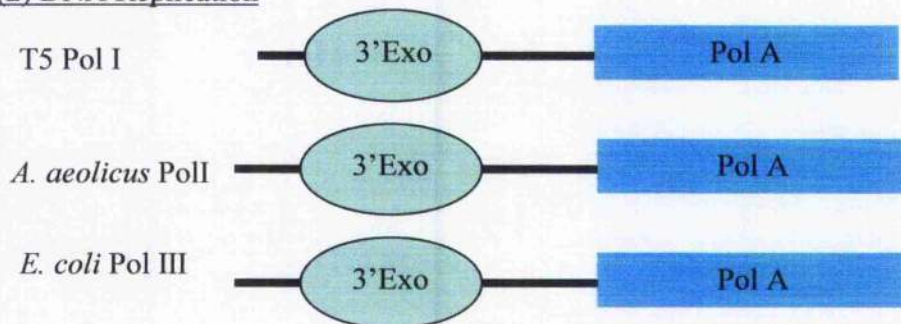 T5 Pol I 3'Exo Pol A
A. aeolicus PolI 3'Exo Pol A
E. coli Pol III 3'Exo Pol A